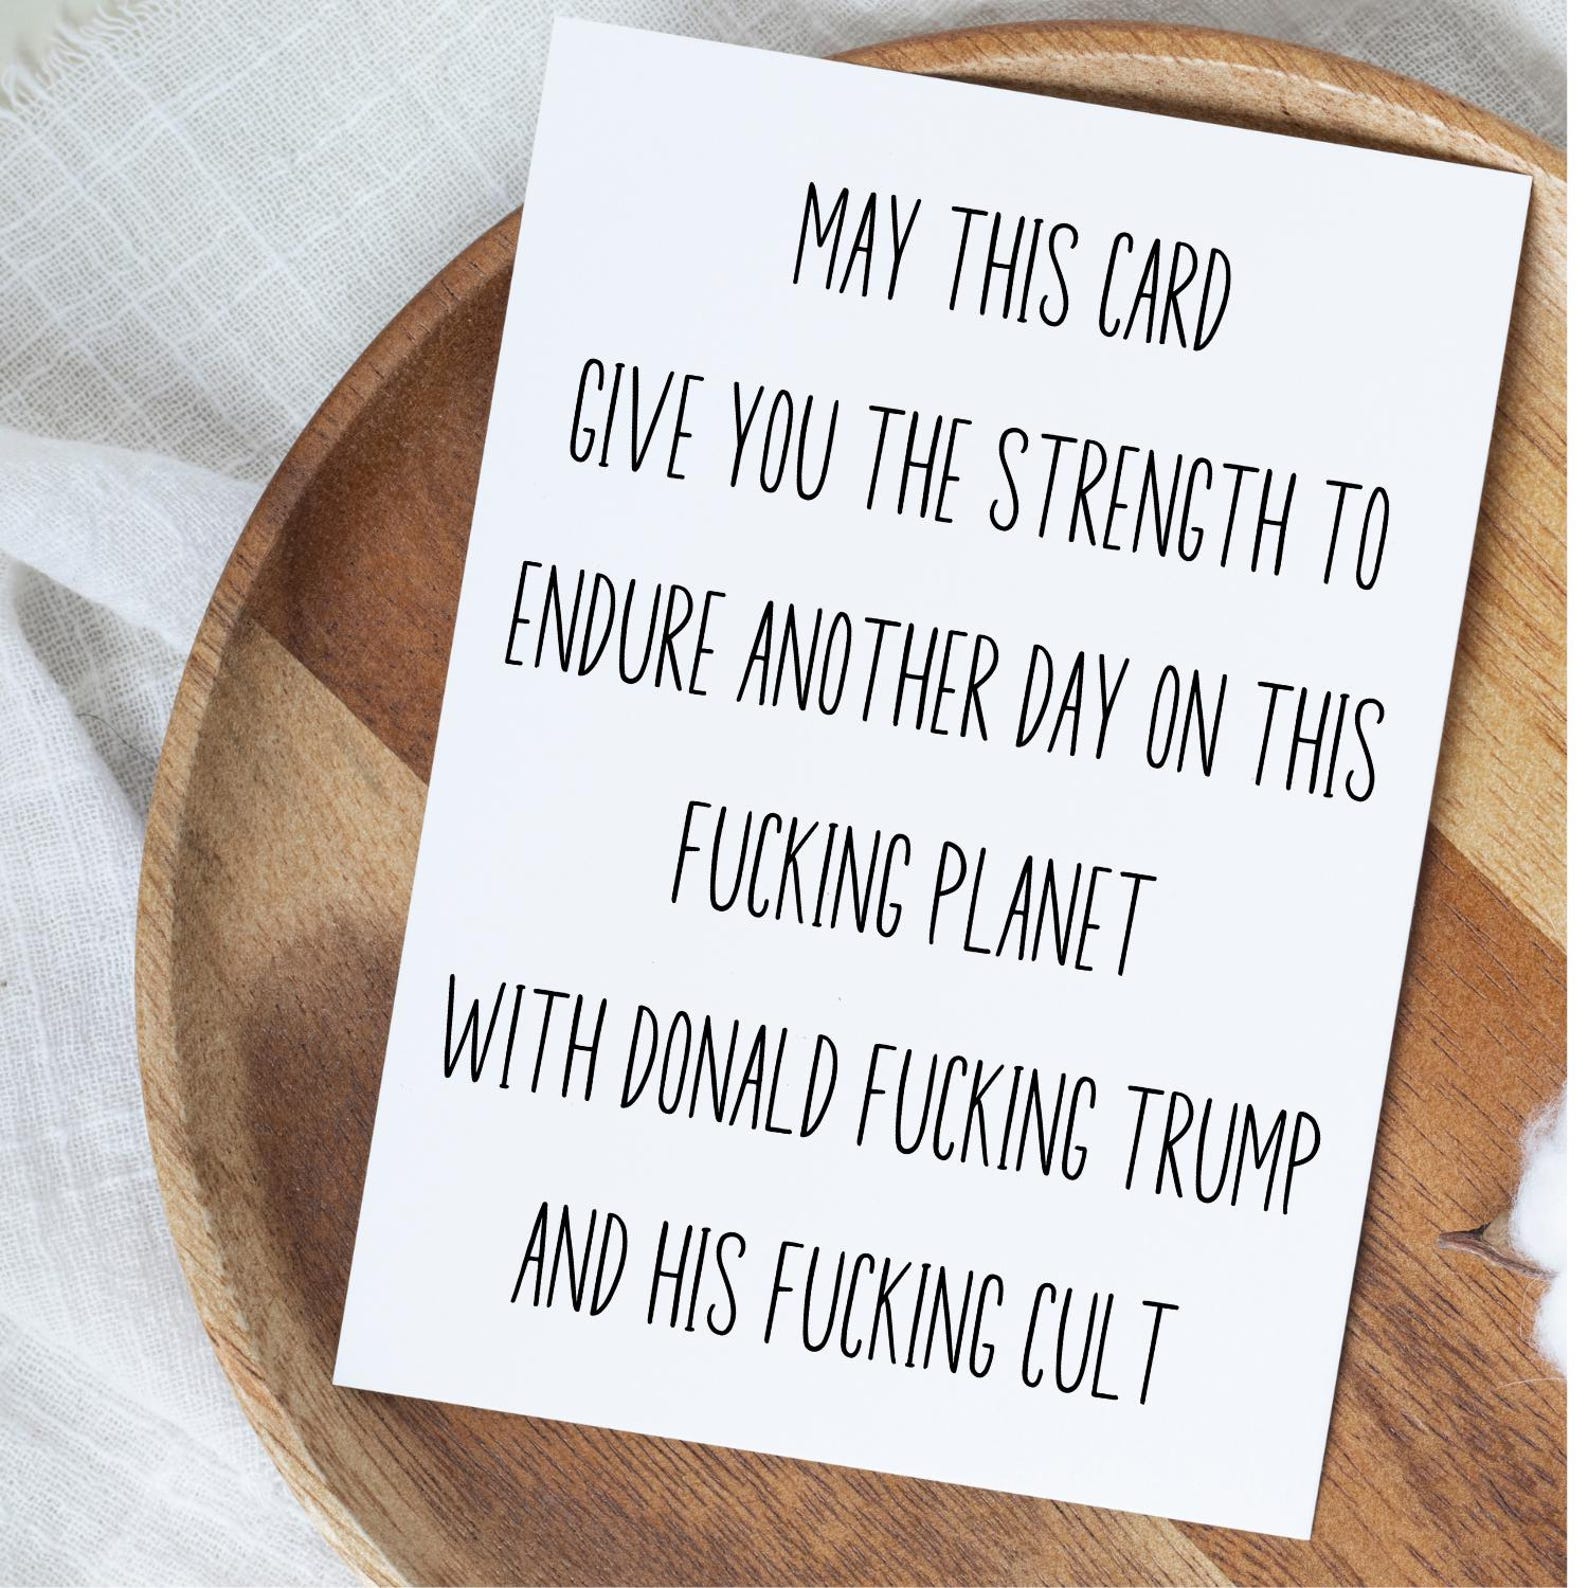 MAY THIS CARD
GIVE YOU THE STRENGTH TO
ENDURE ANOTHER DAY ON THIS
FUCKING PLANET
WITH DONALD FUCKING TRUMP
AND HIS FUCKING CULT